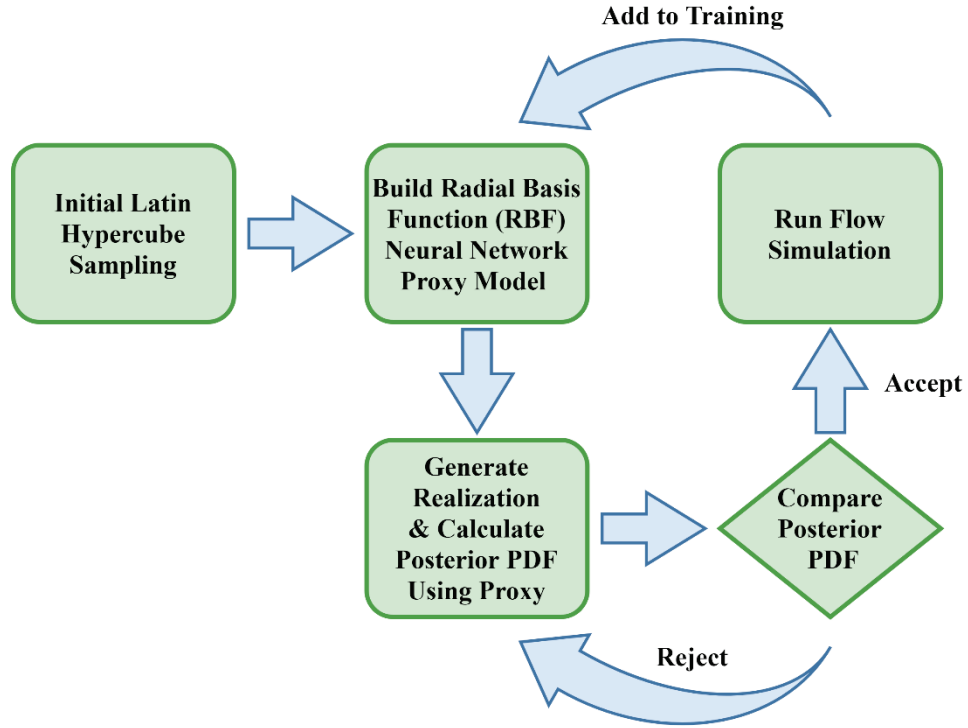 Add to Training
Initial Latin
Hypercube
Sampling
Build Radial Basis
Function (RBF)
Neural Network
Proxy Model
Run Flow
Simulation
Accept
Generate
Realization
& Calculate
Posterior PDF
Using Proxy
Compare
Posterior
PDF
Reject